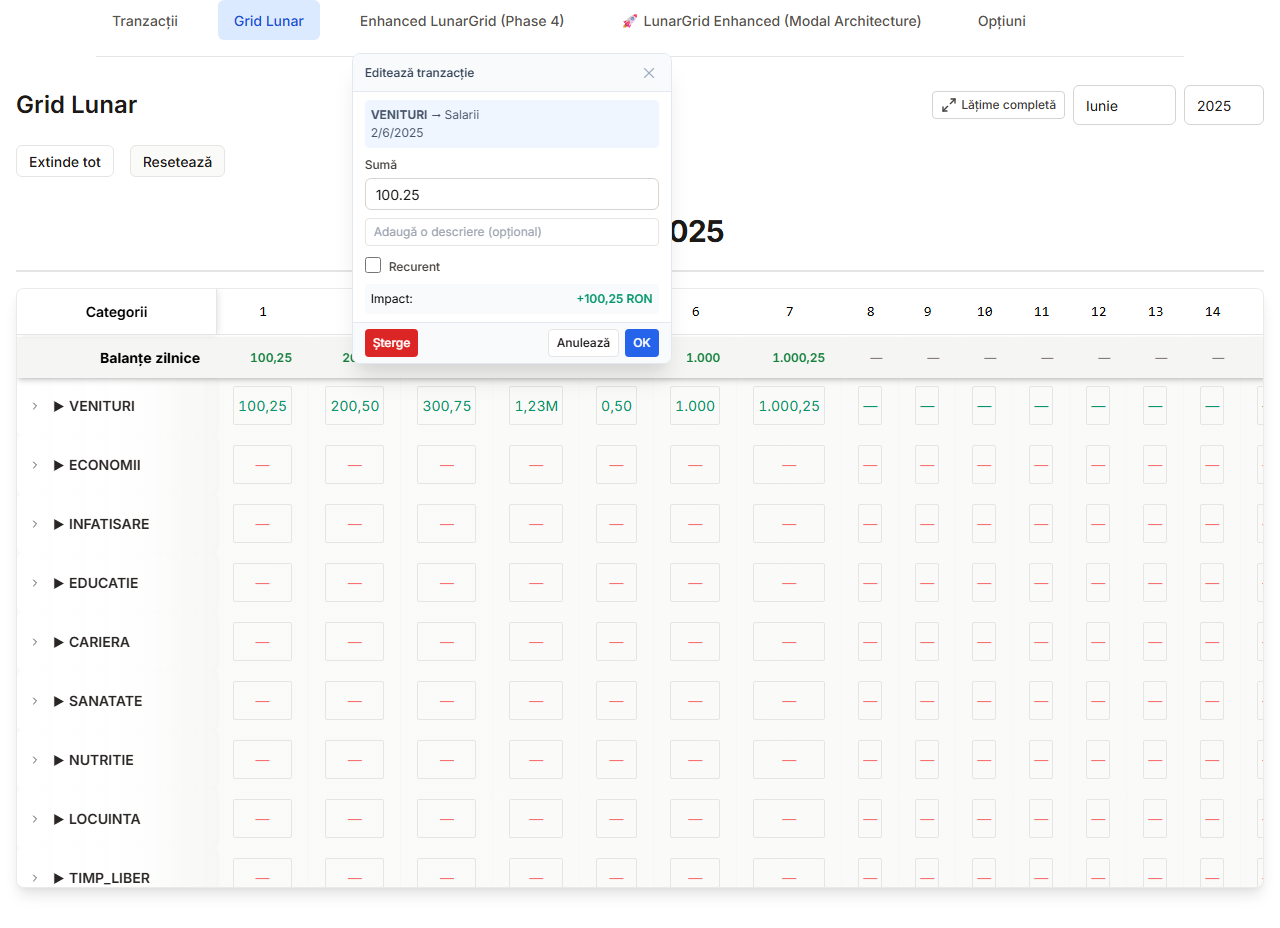 Tranzacții Grid Lunar Enhanced LunarGrid (Phase 4) 🚀 LunarGrid Enhanced (Modal Architecture) Opțiuni
Editează tranzacție
VENITURI → Salarii
2/6/2025
Sumă
100.25
Adaugă o descriere (opțional)
Recurent
Impact: +100,25 RON
Șterge Anulează OK
Grid Lunar Lățime completă Iunie 2025
Extinde tot Resetează
025
Categorii 1 6 7 8 9 10 11 12 13 14
Balanțe zilnice 100,25 20 1.000 1.000,25 — — — — — — —
› ▶ VENITURI 100,25 200,50 300,75 1,23M 0,50 1.000 1.000,25 — — — — — — —
› ▶ ECONOMII — — — — — — — — — — — — — —
› ▶ INFATISARE — — — — — — — — — — — — — —
› ▶ EDUCATIE — — — — — — — — — — — — — —
› ▶ CARIERA — — — — — — — — — — — — — —
› ▶ SANATATE — — — — — — — — — — — — — —
› ▶ NUTRITIE — — — — — — — — — — — — — —
› ▶ LOCUINTA — — — — — — — — — — — — — —
› ▶ TIMP_LIBER — — — — — — — — — — — — — —